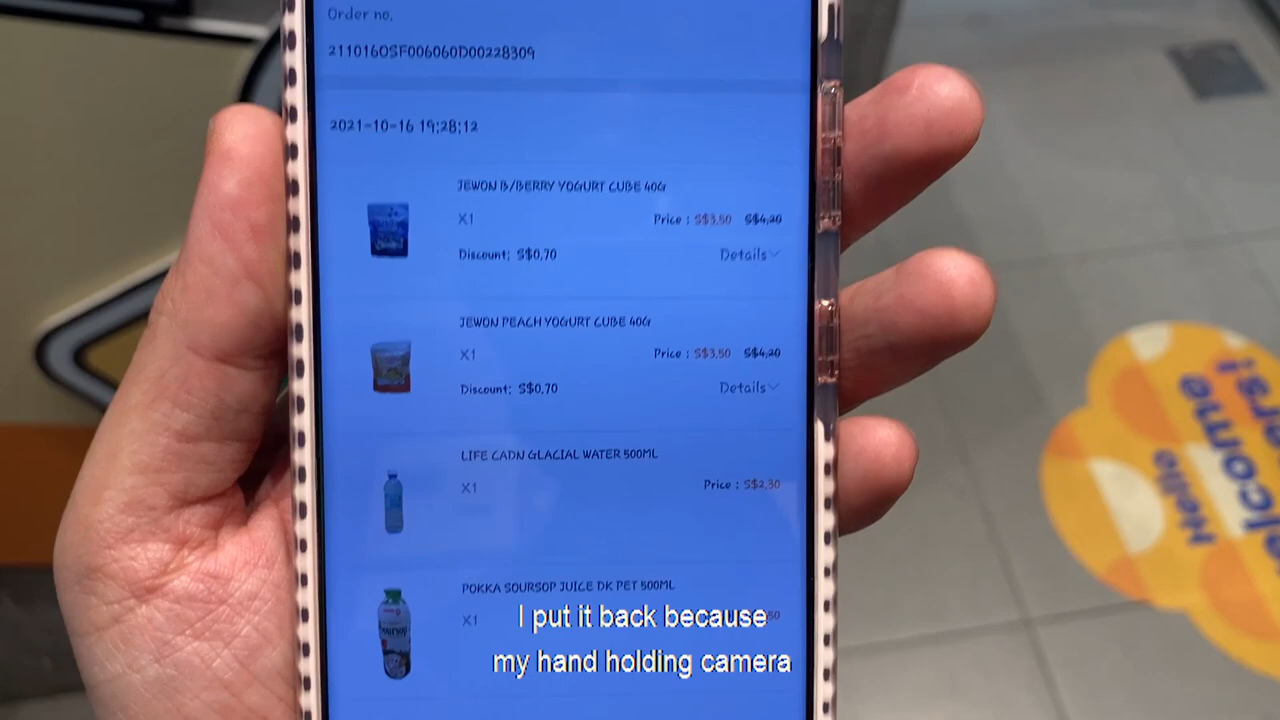 Order no.
211016OSF006060D00228309
2021-10-16 19:28:12
JEWON B/BERRY YOGURT CUBE 40G
X1
Price : S$3.50 S$4.20
Discount: S$0.70
Details
JEWON PEACH YOGURT CUBE 40G
X1
Price : S$3.50 S$4.20
Discount: S$0.70
Details
LIFE CADN GLACIAL WATER 500ML
X1
Price : S$2.30
POKKA SOURSOP JUICE DK PET 500ML
X1
I put it back because
my hand holding camera
Hello